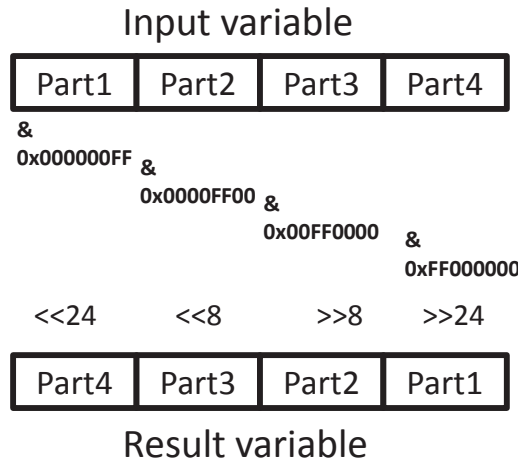 Input variable
Part1 Part2 Part3 Part4
&
0x000000FF
&
0x0000FF00
&
0x00FF0000
&
0xFF000000
<<24 <<8 >>8 >>24
Part4 Part3 Part2 Part1
Result variable